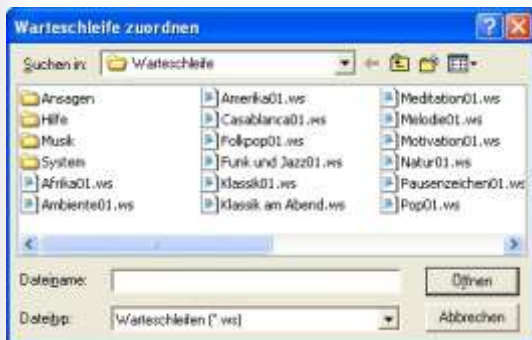 Warteschleife zuordnen
Suchen in: Warteschleife
Ansagen
Hilfe
Musik
System
Afrika01.ws
Ambiente01.ws
Amerika01.ws
Casablanca01.ws
Folkpop01.ws
Funk und Jazz01.ws
Klassik01.ws
Klassik am Abend.ws
Meditation01.ws
Melodie01.ws
Motivation01.ws
Natur01.ws
Pausenzeichen01.ws
Pop01.ws
Dateiname:
Öffnen
Dateityp: Warteschleifen (*.ws)
Abbrechen